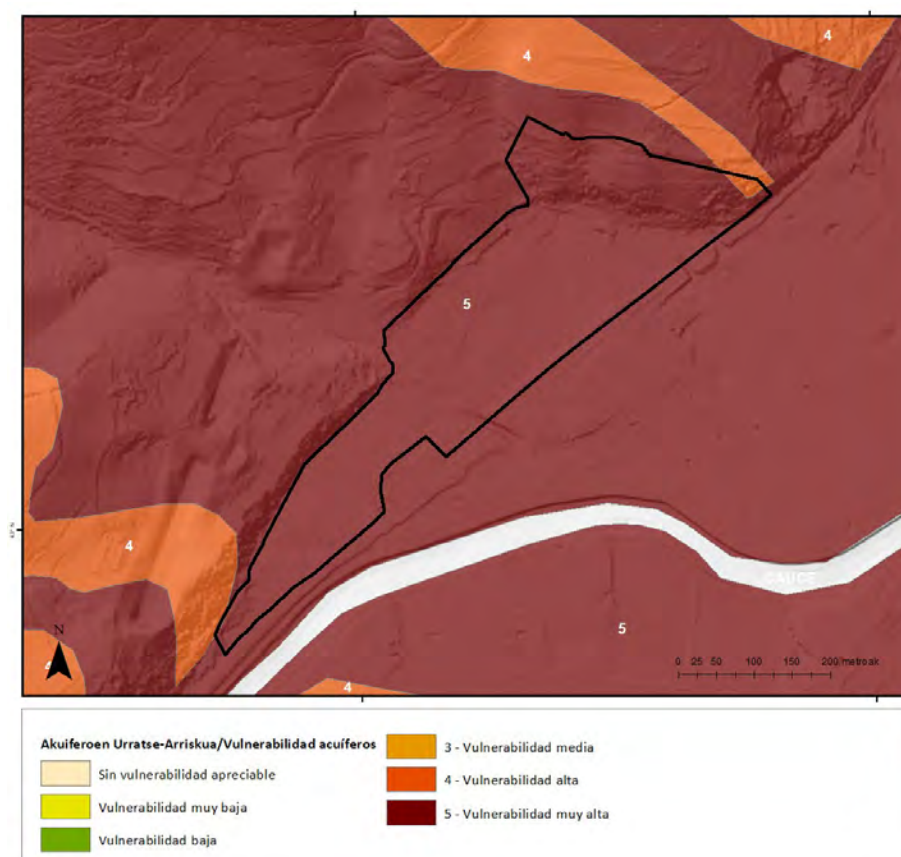 4
4
5
4
CAUCE
5
N
4
4
0 25 50 100 150 200 metroak
Akuiferoen Urratse-Arriskua/Vulnerabilidad acuíferos
Sin vulnerabilidad apreciable
Vulnerabilidad muy baja
Vulnerabilidad baja
3 - Vulnerabilidad media
4 - Vulnerabilidad alta
5 - Vulnerabilidad muy alta